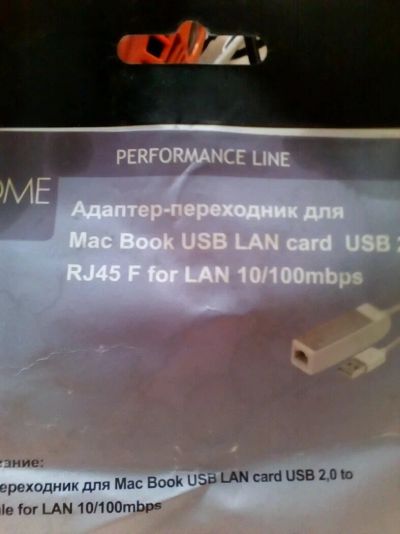 PERFORMANCE LINE
OME
Адаптер-переходник для
Mac Book USB LAN card USB 2
RJ45 F for LAN 10/100mbps
ание:
ереходник для Mac Book USB LAN card USB 2,0 to
le for LAN 10/100mbps